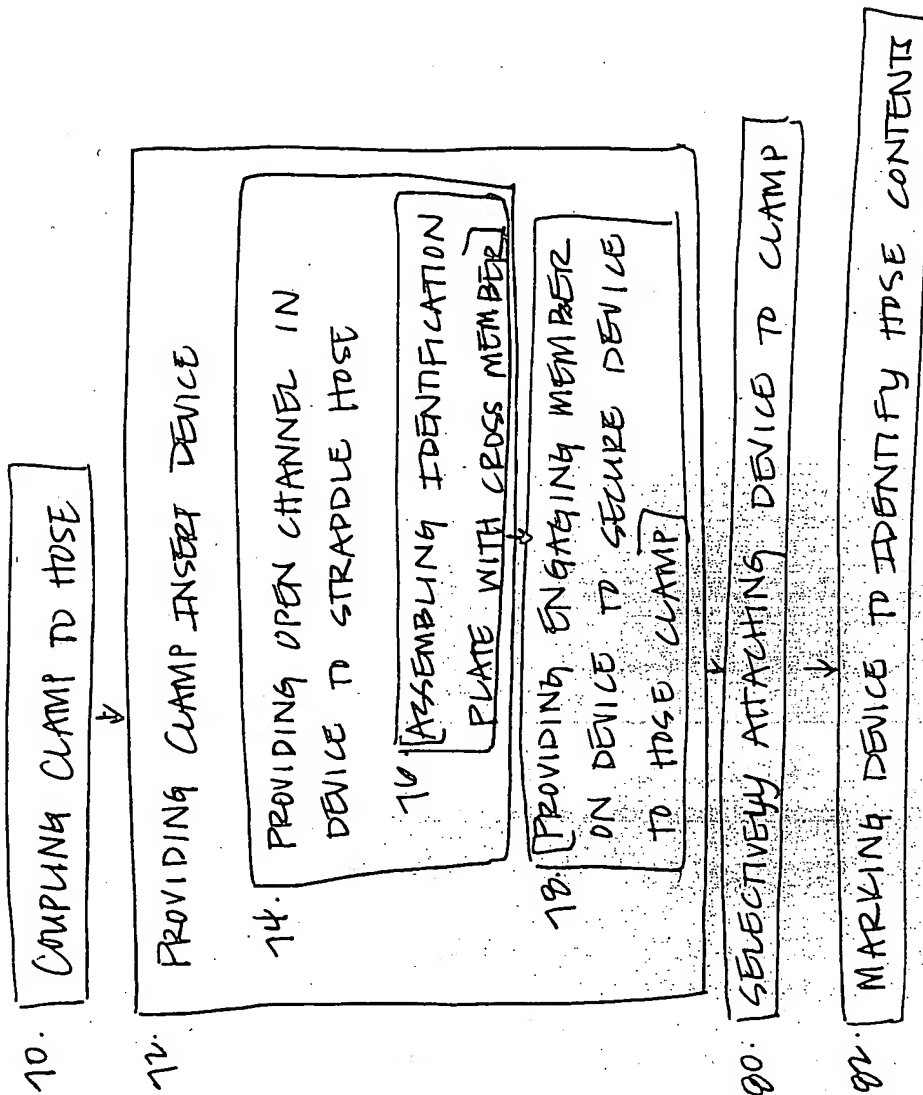 70. COUPLING CLAMP TO HOSE
72. PROVIDING CLAMP INSERT DEVICE
74. PROVIDING OPEN CHANNEL IN
DEVICE TO STRADDLE HOSE
76. ASSEMBLING IDENTIFICATION
PLATE WITH CROSS MEMBER
78. PROVIDING ENGAGING MEMBER
ON DEVICE TO SECURE DEVICE
TO HOSE CLAMP
80. SELECTIVELY ATTACHING DEVICE TO CLAMP
82. MARKING DEVICE TO IDENTIFY HOSE CONTENTS